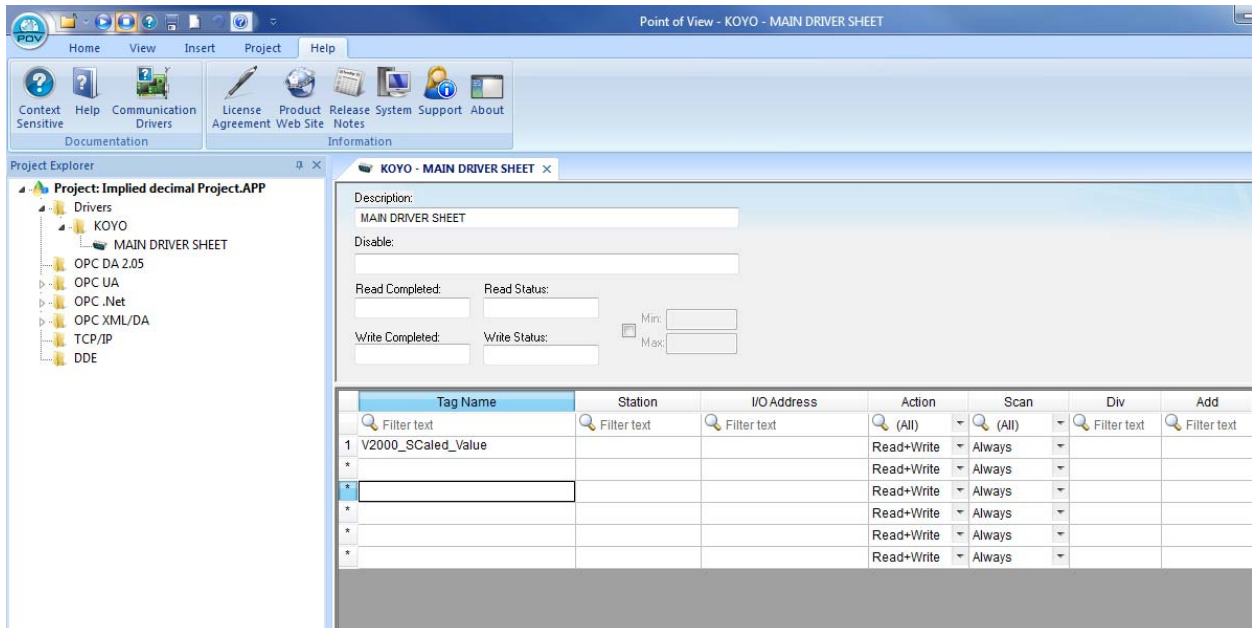 Point of View - KOYO - MAIN DRIVER SHEET
POV
Home View Insert Project Help
Context Sensitive
Help
Communication Drivers
License Agreement
Product Web Site
Release Notes
System
Support
About
Documentation
Information
Project Explorer
Project: Implied decimal Project.APP
Drivers
KOYO
MAIN DRIVER SHEET
OPC DA 2.05
OPC UA
OPC .Net
OPC XML/DA
TCP/IP
DDE
KOYO - MAIN DRIVER SHEET
Description:
MAIN DRIVER SHEET
Disable:
Read Completed: Read Status:
Min:
Write Completed: Write Status:
Max:
Tag Name Station I/O Address Action Scan Div Add
Filter text Filter text Filter text (All) (All) Filter text Filter text
1 V2000_SCaled_Value Read+Write Always
* Read+Write Always
* Read+Write Always
* Read+Write Always
* Read+Write Always
* Read+Write Always